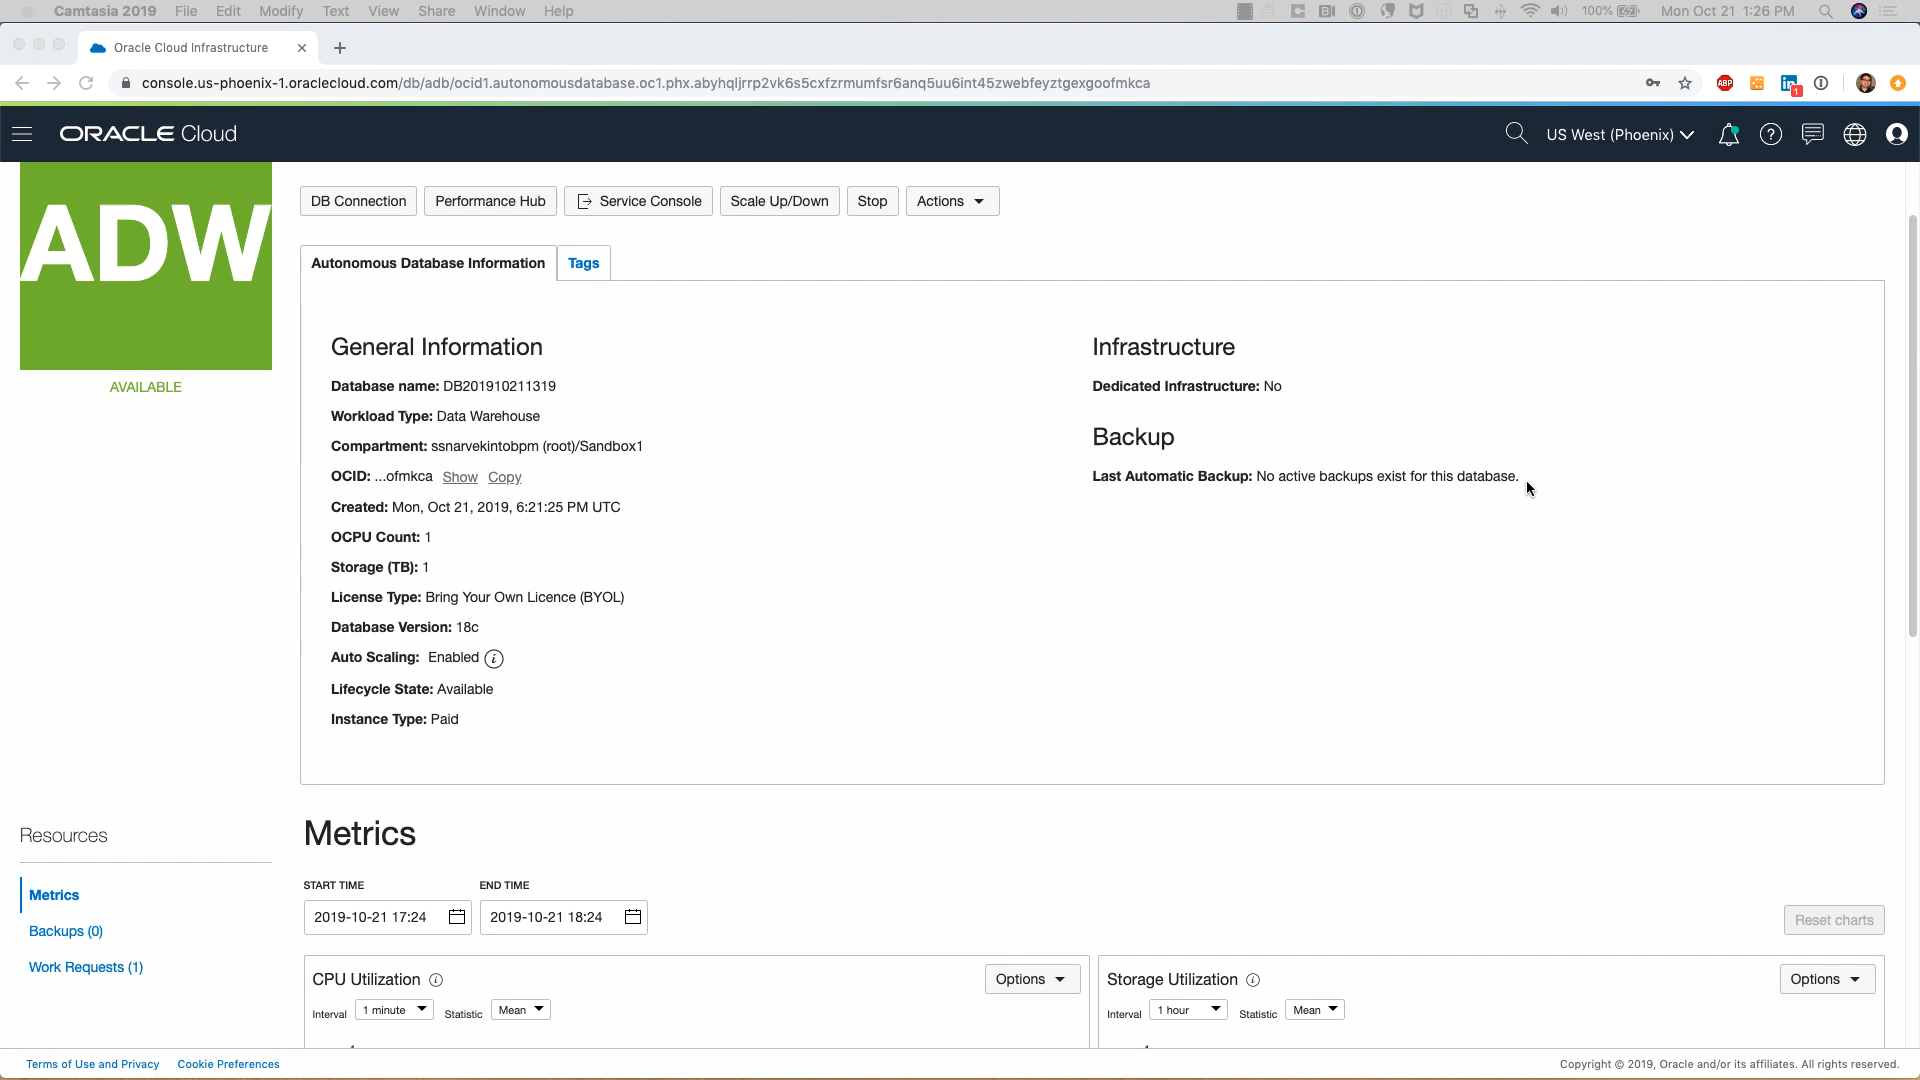 Camtasia 2019 File Edit Modify Text View Share Window Help 100% Mon Oct 21 1:26 PM
Oracle Cloud Infrastructure
console.us-phoenix-1.oraclecloud.com/db/adb/ocid1.autonomousdatabase.oc1.phx.abyhqljrrp2vk6s5cxfzrmumfsr6anq5uu6int45zwebfeyztgexgoofmkca
ABP
in
1
ORACLE Cloud
US West (Phoenix)
ADW
AVAILABLE
DB Connection Performance Hub Service Console Scale Up/Down Stop Actions
Autonomous Database Information Tags
General Information
Database name: DB201910211319
Workload Type: Data Warehouse
Compartment: ssnarvekintobpm (root)/Sandbox1
OCID: ...ofmkca Show Copy
Created: Mon, Oct 21, 2019, 6:21:25 PM UTC
OCPU Count: 1
Storage (TB): 1
License Type: Bring Your Own Licence (BYOL)
Database Version: 18c
Auto Scaling: Enabled
Lifecycle State: Available
Instance Type: Paid
Infrastructure
Dedicated Infrastructure: No
Backup
Last Automatic Backup: No active backups exist for this database.
Resources
Metrics
Backups (0)
Work Requests (1)
Metrics
START TIME END TIME
2019-10-21 17:24 2019-10-21 18:24
Reset charts
CPU Utilization Options
Interval 1 minute Statistic Mean
Storage Utilization Options
Interval 1 hour Statistic Mean
Terms of Use and Privacy Cookie Preferences
Copyright © 2019, Oracle and/or its affiliates. All rights reserved.